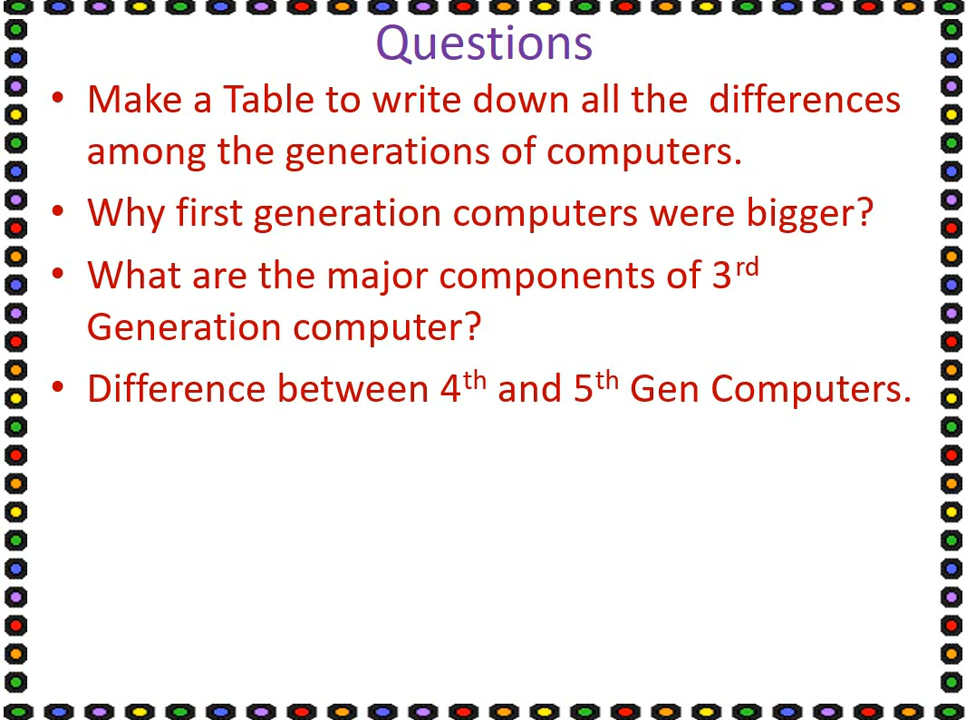 Questions
• Make a Table to write down all the  differences
among the generations of computers.
• Why first generation computers were bigger?
• What are the major components of 3rd
Generation computer?
• Difference between 4th and 5th Gen Computers.